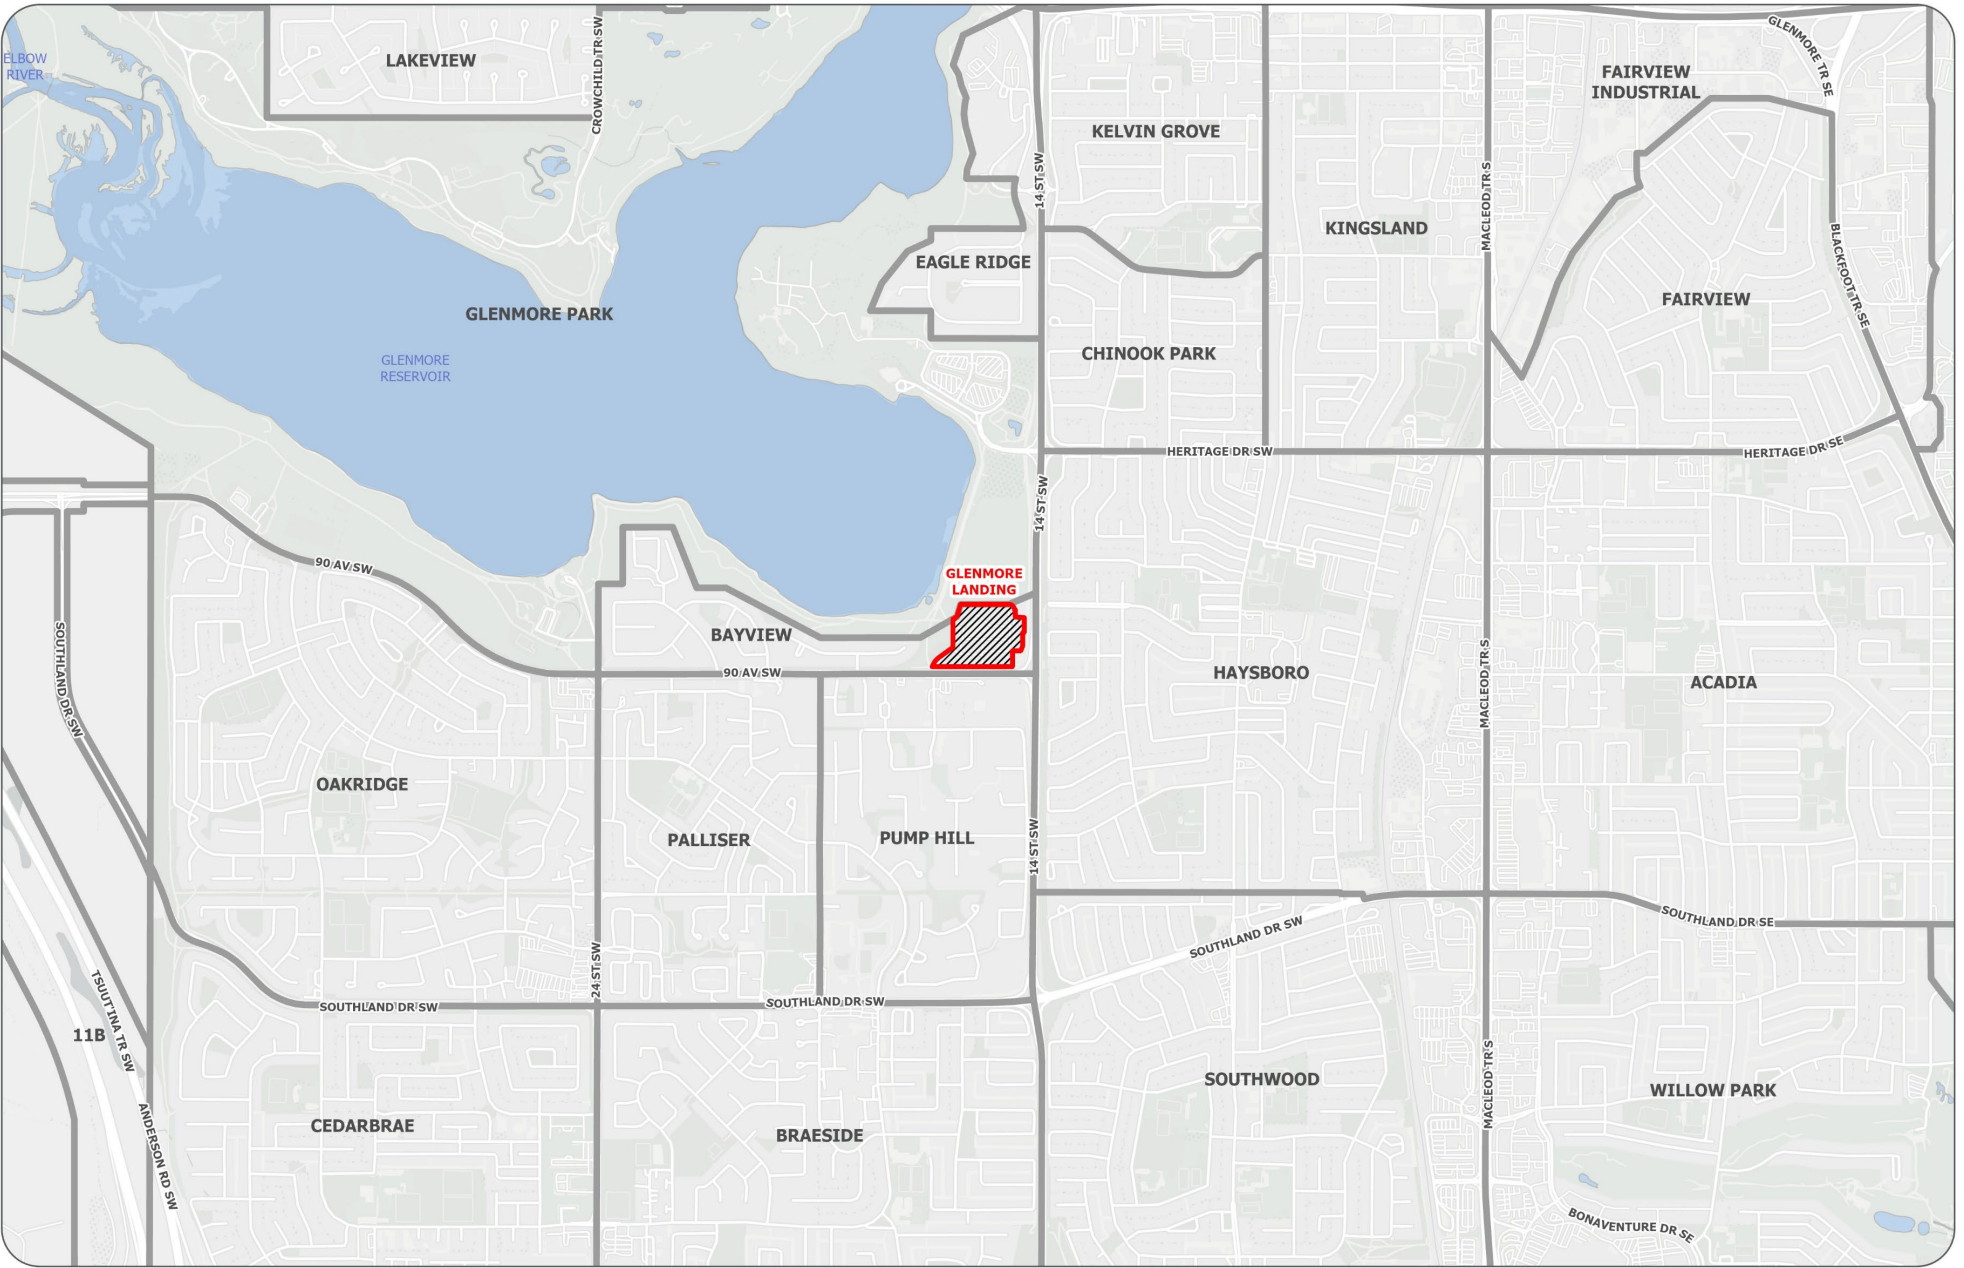 LAKEVIEW
CROWCHILD TR SW
ELBOW
RIVER
GLENMORE TR SE
FAIRVIEW
INDUSTRIAL
KELVIN GROVE
14 ST SW
MACLEOD TR S
KINGSLAND
EAGLE RIDGE
BLACKFOOT TR SE
FAIRVIEW
GLENMORE PARK
GLENMORE
RESERVOIR
CHINOOK PARK
HERITAGE DR SW
HERITAGE DR SE
14 ST SW
90 AV SW
GLENMORE
LANDING
BAYVIEW
90 AV SW
SOUTHLAND DR SW
HAYSBORO
MACLEOD TR S
ACADIA
OAKRIDGE
PALLISER
PUMP HILL
14 ST SW
SOUTHLAND DR SW
SOUTHLAND DR SE
24 ST SW
SOUTHLAND DR SW
SOUTHLAND DR SW
11B
TSUUTINA TR SW
SOUTHWOOD
MACLEOD TR S
WILLOW PARK
ANDERSON RD SW
CEDARBRAE
BRAESIDE
BONAVENTURE DR SE